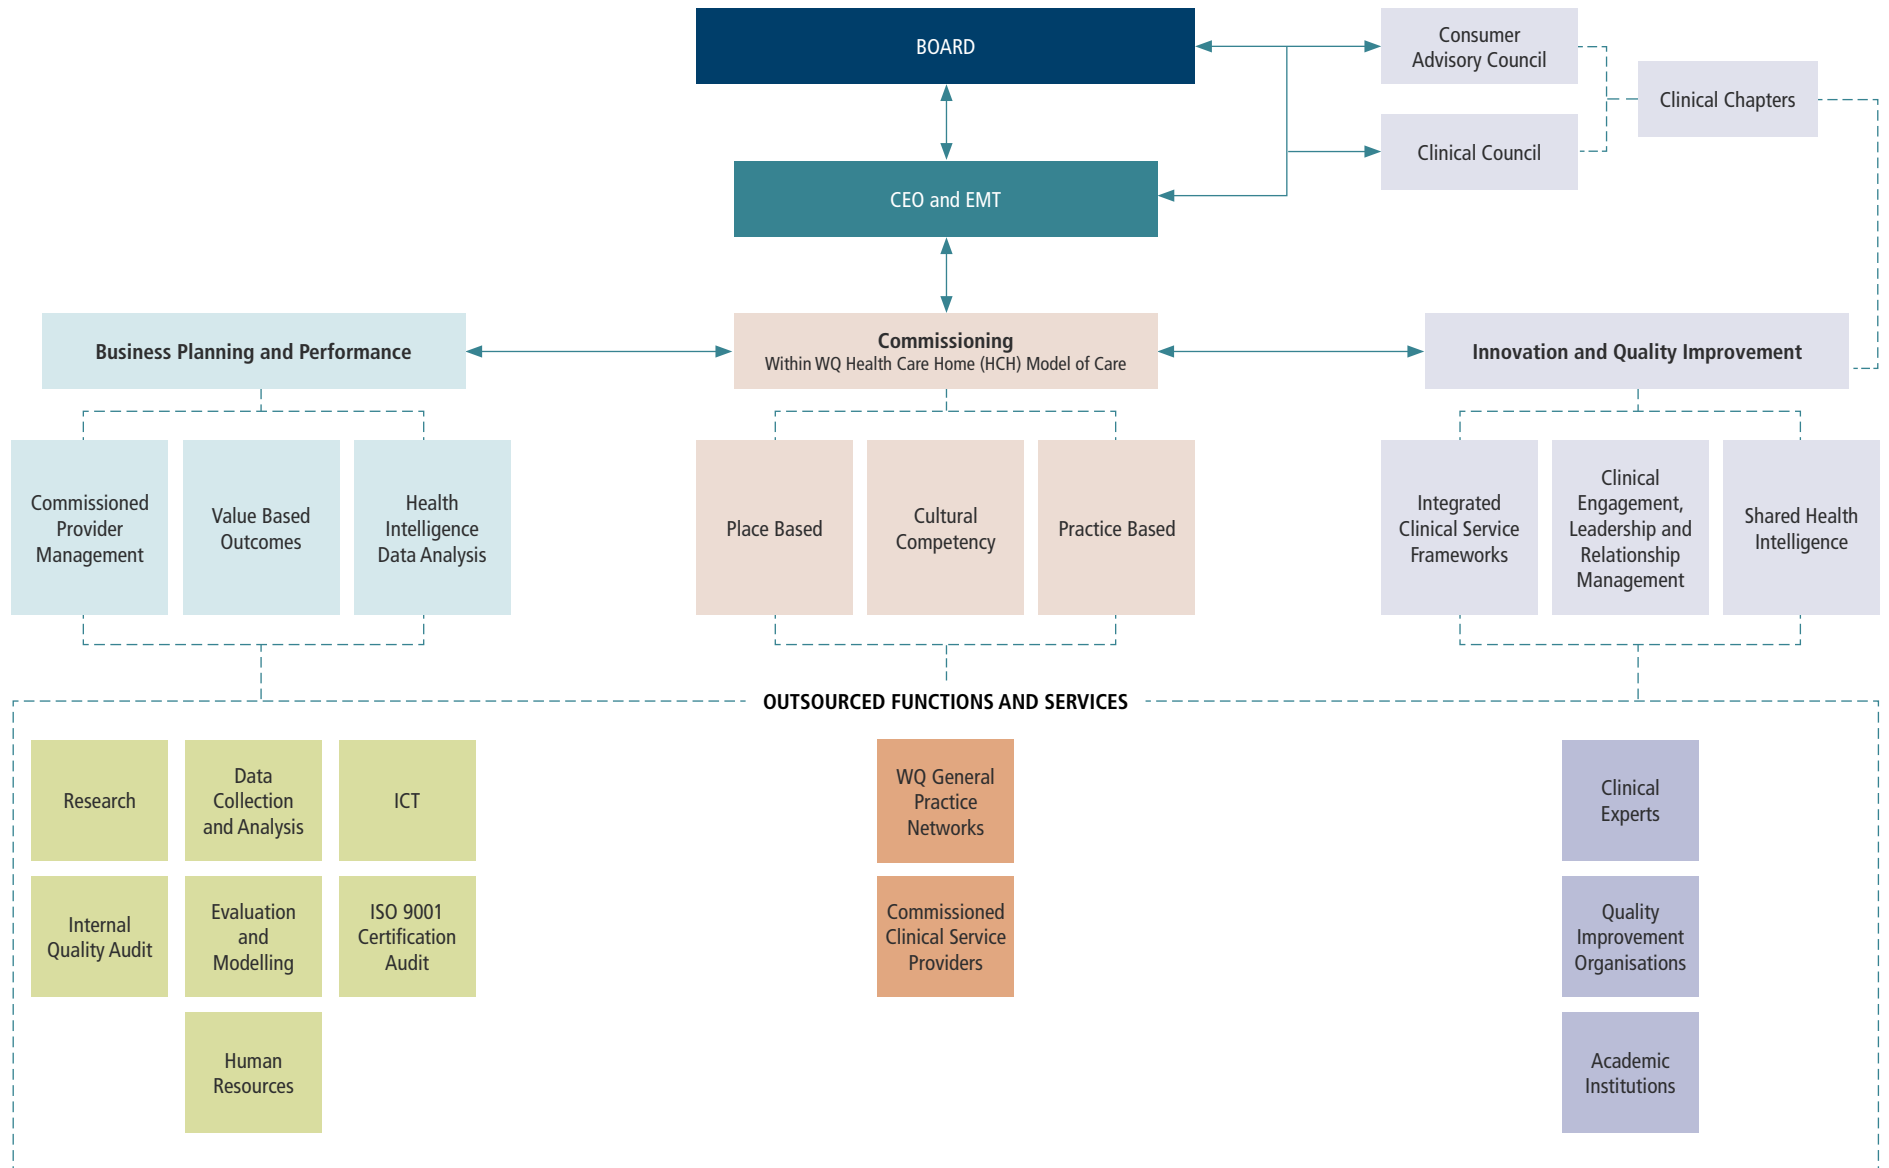 BOARD
Consumer
Advisory Council
Clinical Chapters
Clinical Council
CEO and EMT
Business Planning and Performance
Commissioning
Within WQ Health Care Home (HCH) Model of Care
Innovation and Quality Improvement
Commissioned
Provider
Management
Value Based
Outcomes
Health
Intelligence
Data Analysis
Place Based
Cultural
Competency
Practice Based
Integrated
Clinical Service
Frameworks
Clinical
Engagement,
Leadership and
Relationship
Management
Shared Health
Intelligence
OUTSOURCED FUNCTIONS AND SERVICES
Research
Data
Collection
and Analysis
ICT
WQ General
Practice
Networks
Clinical
Experts
Internal
Quality Audit
Evaluation
and
Modelling
ISO 9001
Certification
Audit
Commissioned
Clinical Service
Providers
Quality
Improvement
Organisations
Human
Resources
Academic
Institutions